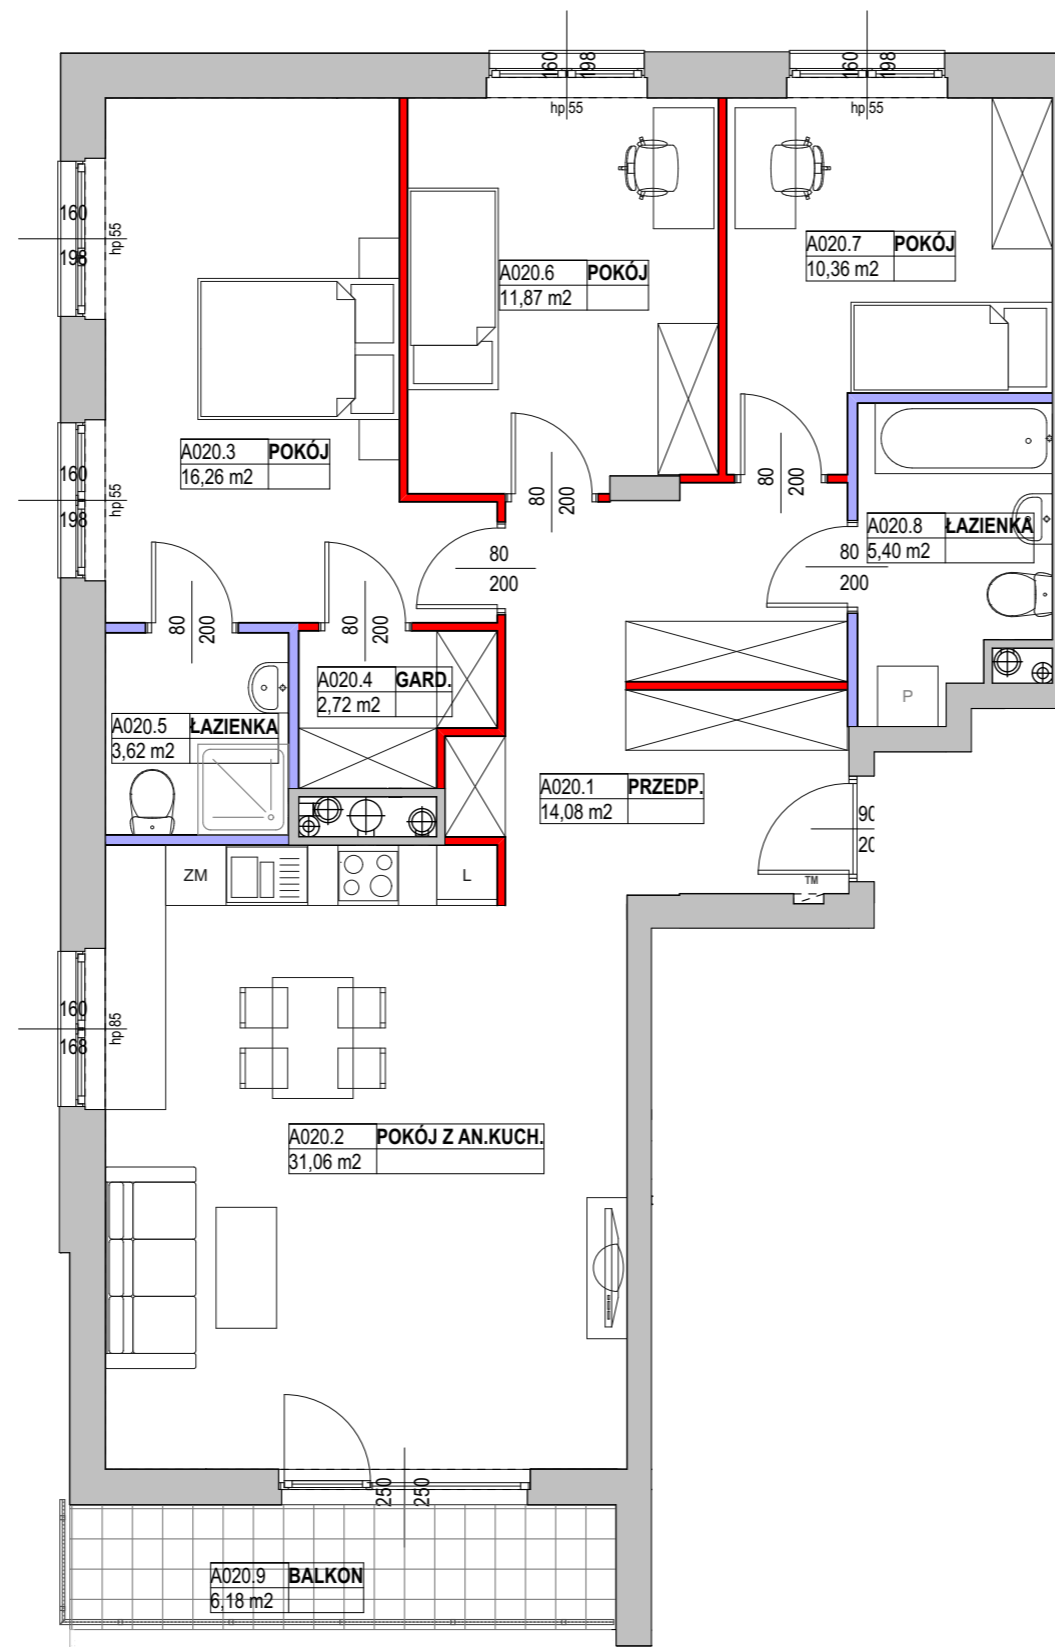 160 198
160 198
hp 55
hp 55
160
198
hp 55
A020.7 POKÓJ
10,36 m2
A020.6 POKÓJ
11,87 m2
A020.3 POKÓJ
16,26 m2
160
198
hp 55
80 200
80 200
A020.8 ŁAZIENKA
5,40 m2
80
200
80
200
80 200
80 200
A020.4 GARD.
2,72 m2
P
A020.5 ŁAZIENKA
3,62 m2
A020.1 PRZEDP.
14,08 m2
90
20
ZM
L
TM
160
168
hp 85
A020.2 POKÓJ Z AN.KUCH.
31,06 m2
250 250
A020.9 BALKON
6,18 m2